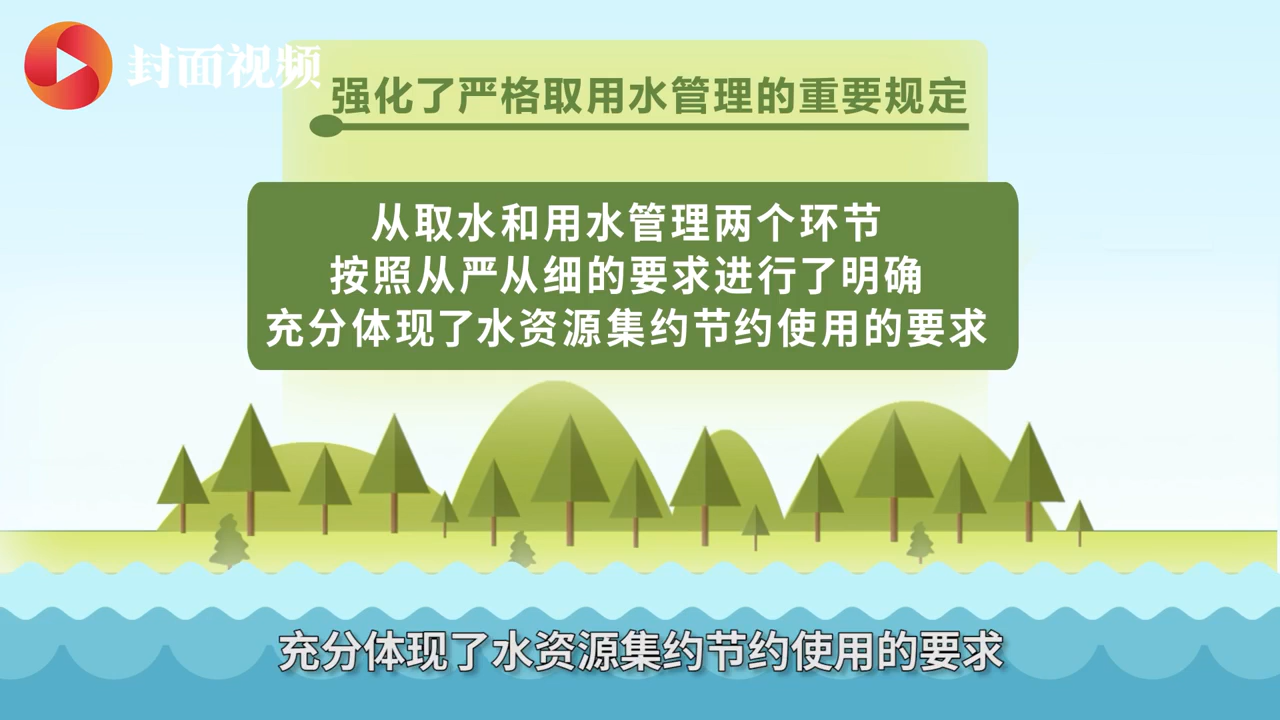 封面视频
强化了严格取用水管理的重要规定
从取水和用水管理两个环节
按照从严从细的要求进行了明确
充分体现了水资源集约节约使用的要求
充分体现了水资源集约节约使用的要求